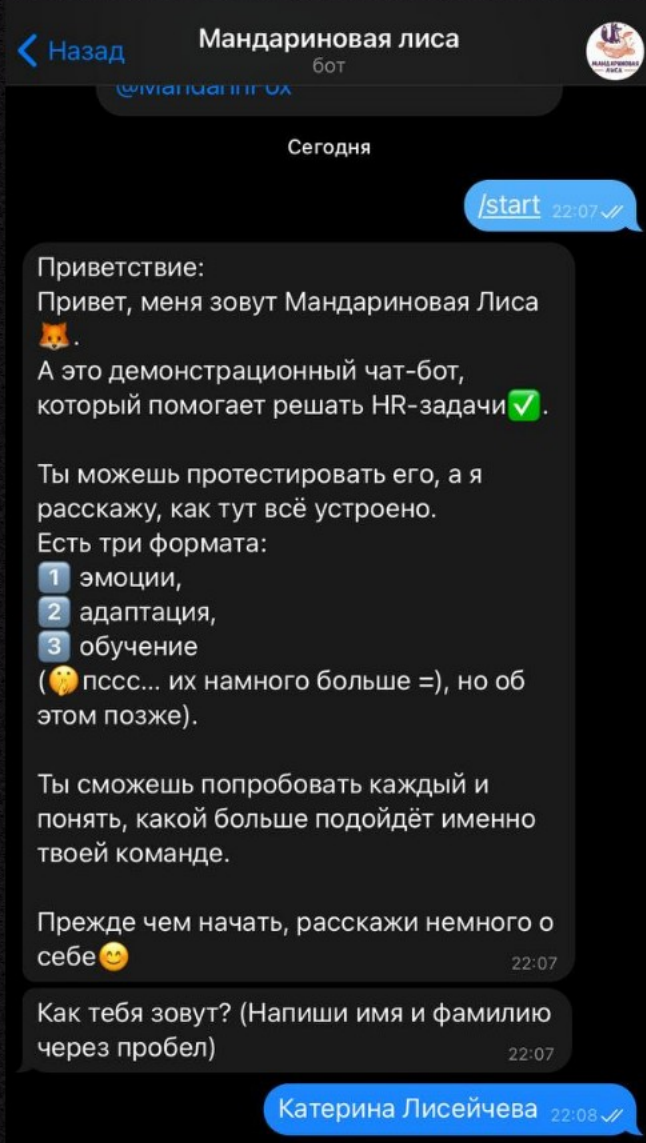 Назад
Мандариновая лиса
бот
МАНДАРИНОВАЯ
ЛИСА
@MandarinFox
Сегодня
/start 22:07
Приветствие:
Привет, меня зовут Мандариновая Лиса
🦊.
А это демонстрационный чат-бот,
который помогает решать HR-задачи✅.
Ты можешь протестировать его, а я
расскажу, как тут всё устроено.
Есть три формата:
1️⃣ эмоции,
2️⃣ адаптация,
3️⃣ обучение
(🤫пссс... их намного больше =), но об
этом позже).
Ты сможешь попробовать каждый и
понять, какой больше подойдёт именно
твоей команде.
Прежде чем начать, расскажи немного о
себе😊
22:07
Как тебя зовут? (Напиши имя и фамилию
через пробел)
22:07
Катерина Лисейчева 22:08